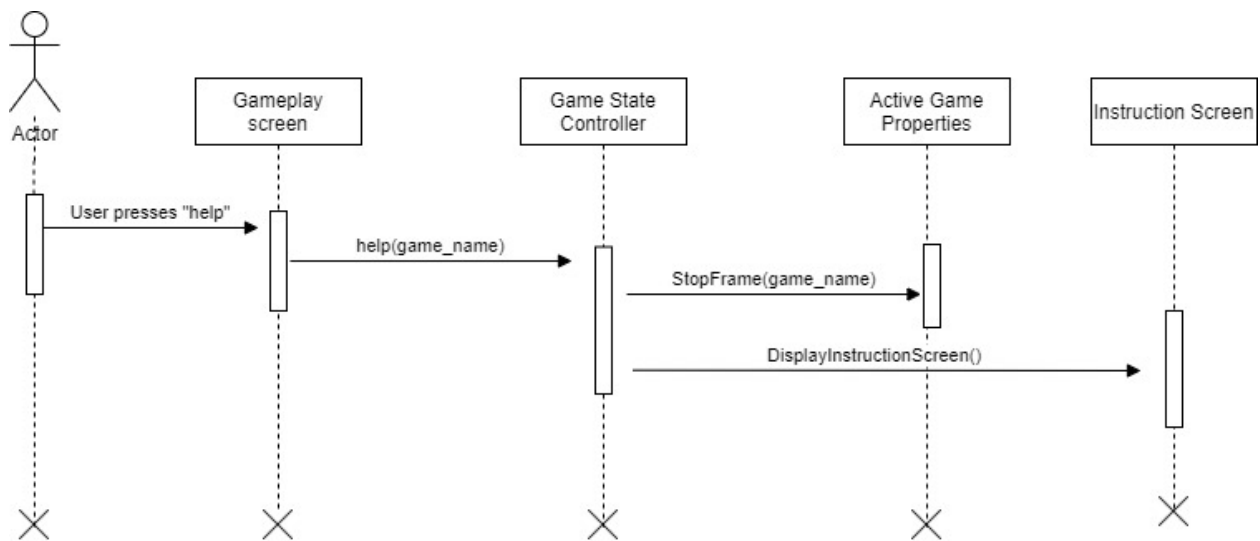 Gameplay
screen
Game State
Controller
Active Game
Properties
Instruction Screen
Actor
User presses "help"
help(game_name)
StopFrame(game_name)
DisplayInstructionScreen()